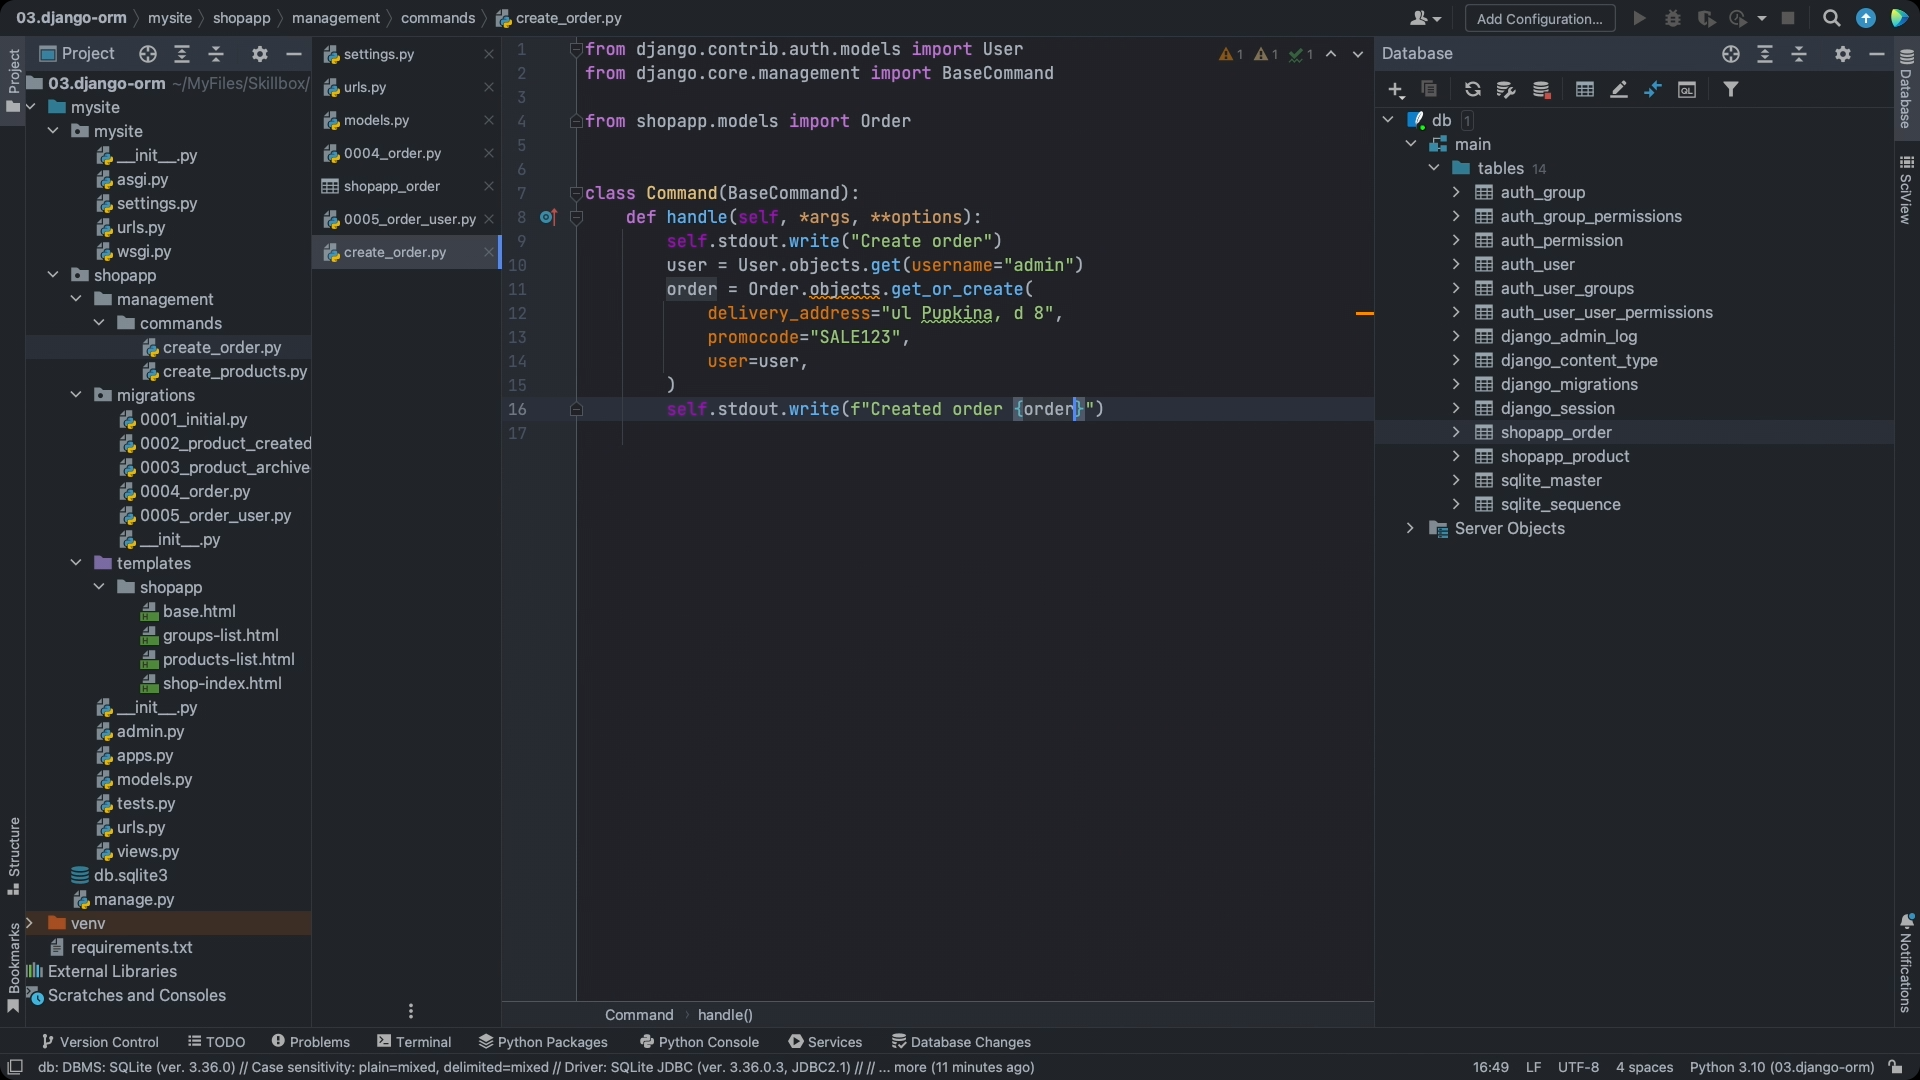 03.django-orm mysite shopapp management commands create_order.py
Add Configuration...
Project
03.django-orm ~/MyFiles/Skillbox/
mysite
mysite
__init__.py
asgi.py
settings.py
urls.py
wsgi.py
shopapp
management
commands
create_order.py
create_products.py
migrations
0001_initial.py
0002_product_created
0003_product_archive
0004_order.py
0005_order_user.py
__init__.py
templates
shopapp
base.html
groups-list.html
products-list.html
shop-index.html
__init__.py
admin.py
apps.py
models.py
tests.py
urls.py
views.py
db.sqlite3
manage.py
venv
requirements.txt
External Libraries
Scratches and Consoles
Project
Structure
Bookmarks
settings.py
urls.py
models.py
0004_order.py
shopapp_order
0005_order_user.py
create_order.py
1 from django.contrib.auth.models import User
2 from django.core.management import BaseCommand
3
4 from shopapp.models import Order
5
6
7 class Command(BaseCommand):
8 def handle(self, *args, **options):
9 self.stdout.write("Create order")
10 user = User.objects.get(username="admin")
11 order = Order.objects.get_or_create(
12 delivery_address="ul Pupkina, d 8",
13 promocode="SALE123",
14 user=user,
15 )
16 self.stdout.write(f"Created order {order}")
17
1 1 1
Command handle()
Database
db 1
main
tables 14
auth_group
auth_group_permissions
auth_permission
auth_user
auth_user_groups
auth_user_user_permissions
django_admin_log
django_content_type
django_migrations
django_session
shopapp_order
shopapp_product
sqlite_master
sqlite_sequence
Server Objects
Database
SciView
Notifications
Version Control TODO Problems Terminal Python Packages Python Console Services Database Changes
db: DBMS: SQLite (ver. 3.36.0) // Case sensitivity: plain=mixed, delimited=mixed // Driver: SQLite JDBC (ver. 3.36.0.3, JDBC2.1) // // ... more (11 minutes ago) 16:49 LF UTF-8 4 spaces Python 3.10 (03.django-orm)